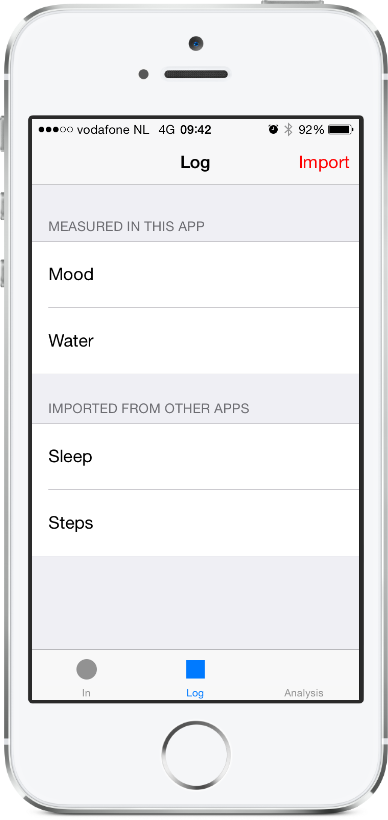 vodafone NL 4G 09:42 92%
Log Import
MEASURED IN THIS APP
Mood
Water
IMPORTED FROM OTHER APPS
Sleep
Steps
In Log Analysis